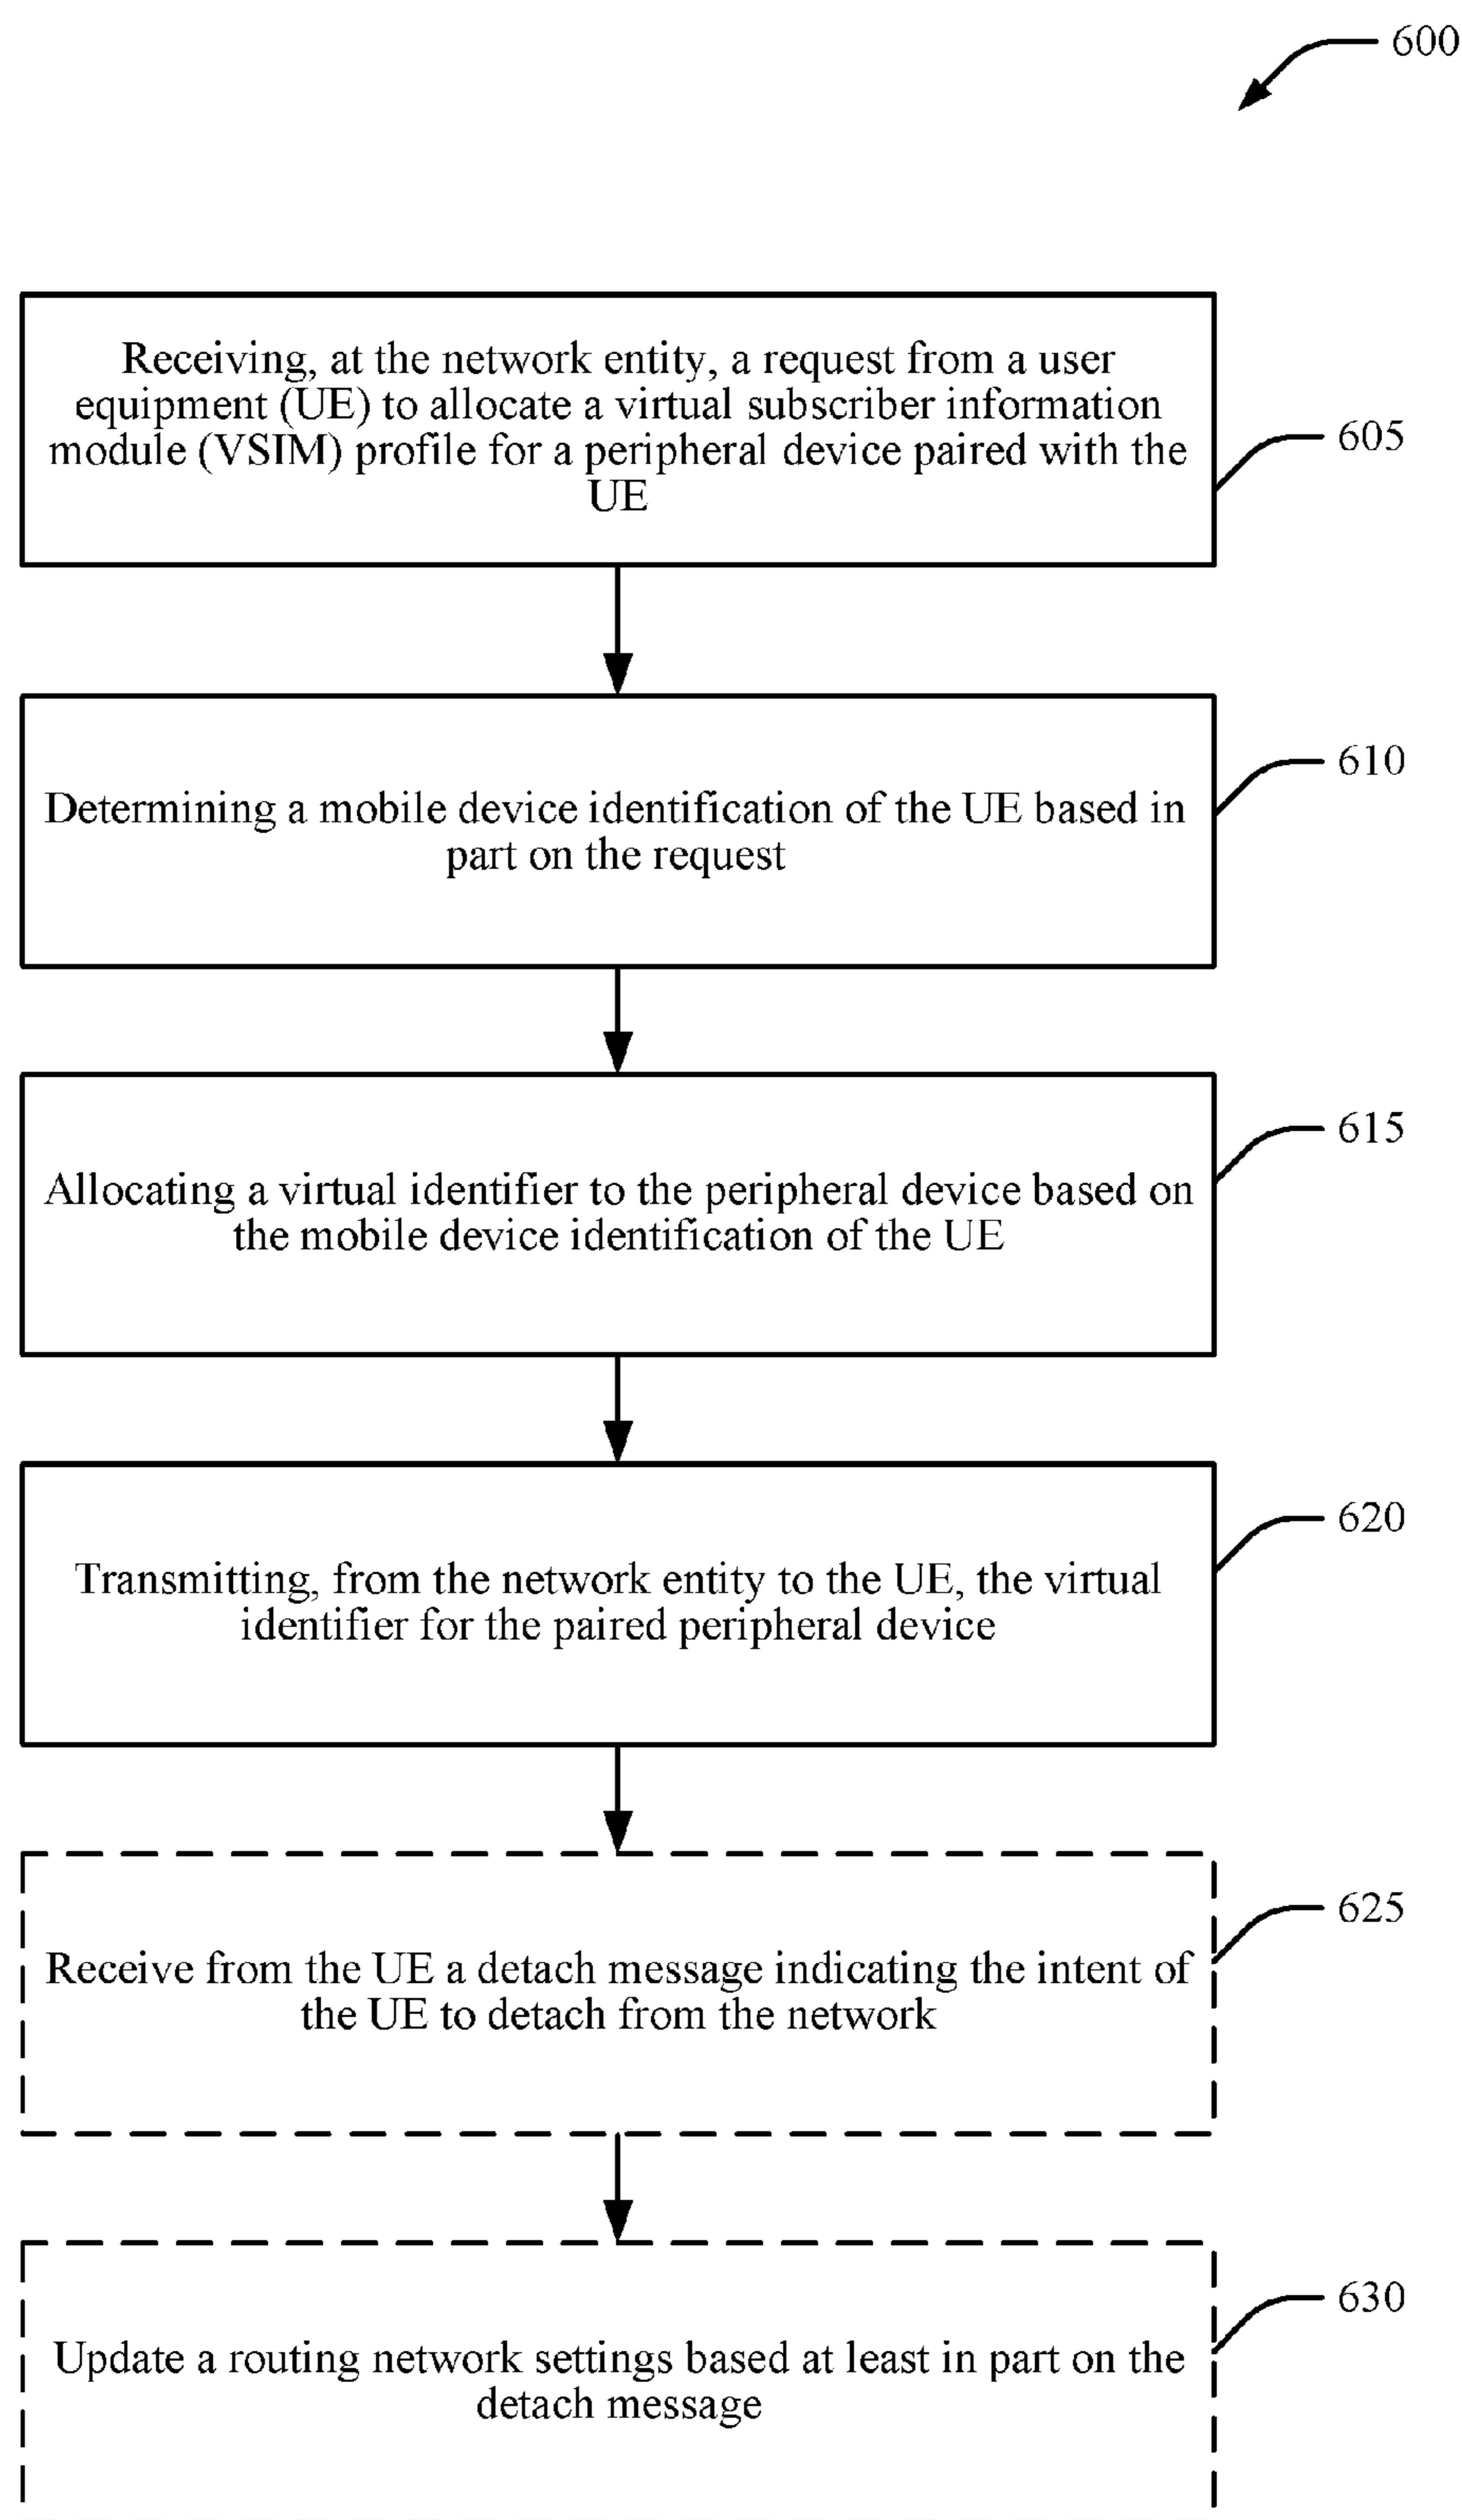 600
Receiving, at the network entity, a request from a user
equipment (UE) to allocate a virtual subscriber information
module (VSIM) profile for a peripheral device paired with the
UE
605
Determining a mobile device identification of the UE based in
part on the request
610
Allocating a virtual identifier to the peripheral device based on
the mobile device identification of the UE
615
Transmitting, from the network entity to the UE, the virtual
identifier for the paired peripheral device
620
Receive from the UE a detach message indicating the intent of
the UE to detach from the network
625
Update a routing network settings based at least in part on the
detach message
630